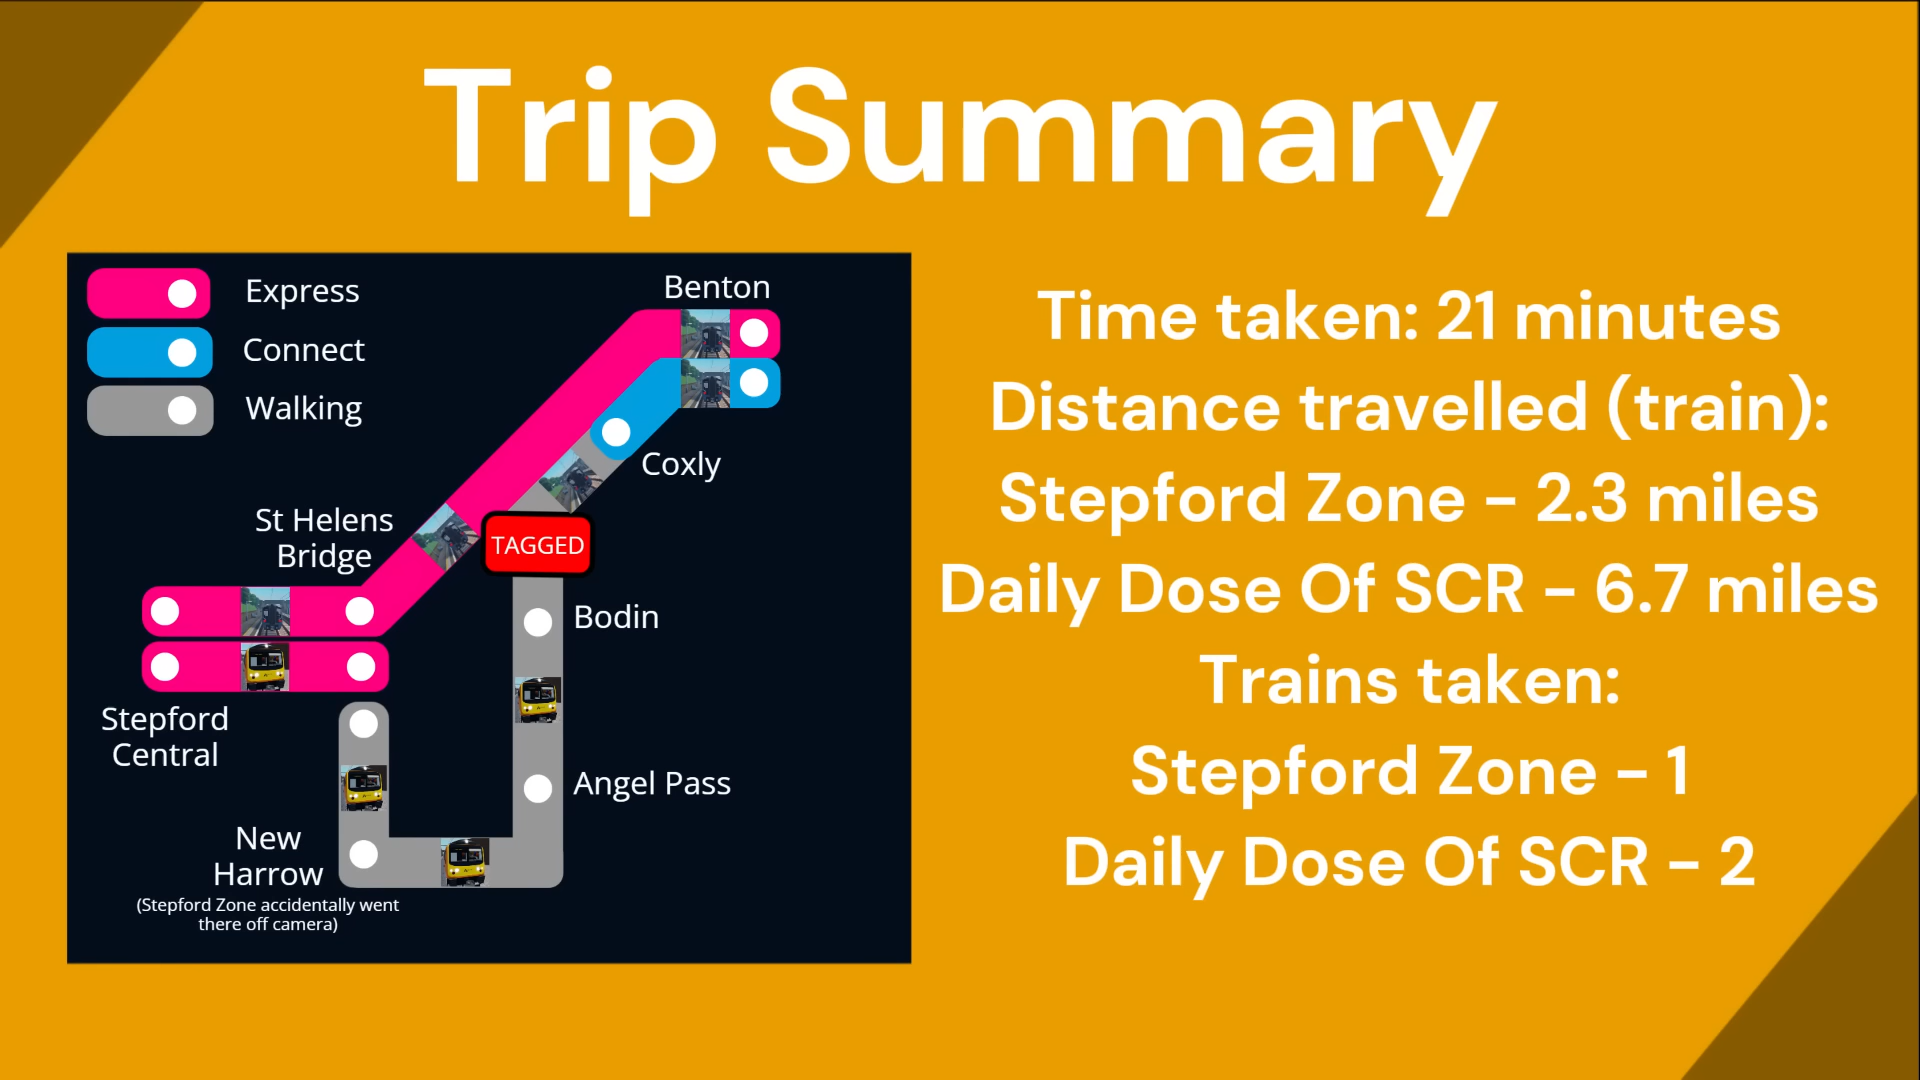 Trip Summary
Express
Connect
Walking
Benton
Coxly
St Helens
Bridge
TAGGED
Bodin
Stepford
Central
Angel Pass
New
Harrow
(Stepford Zone accidentally went
there off camera)
Time taken: 21 minutes
Distance travelled (train):
Stepford Zone - 2.3 miles
Daily Dose Of SCR - 6.7 miles
Trains taken:
Stepford Zone - 1
Daily Dose Of SCR - 2